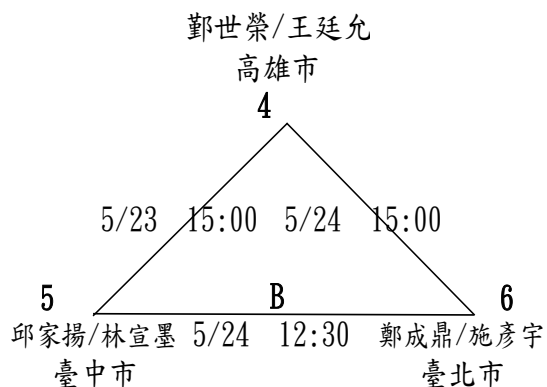 鄞世榮/王廷允
高雄市
4
5/23 15:00 5/24 15:00
5 B 6
邱家揚/林宣墨 5/24 12:30 鄭成鼎/施彥宇
臺中市 臺北市